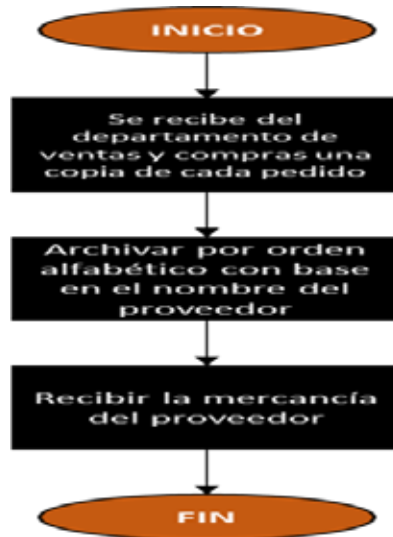 INICIO
Se recibe del
departamento de
ventas y compras una
copia de cada pedido
Archivar por orden
alfabético con base
en el nombre del
proveedor
Recibir la mercancía
del proveedor
FIN